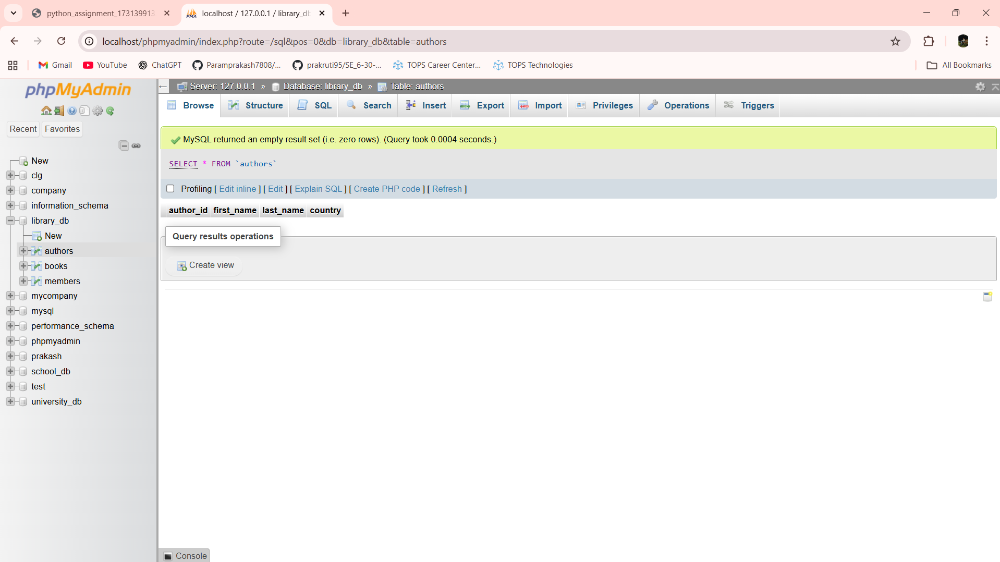 python_assignment_173139913
localhost / 127.0.0.1 / library_db
localhost/phpmyadmin/index.php?route=/sql&pos=0&db=library_db&table=authors
Gmail
YouTube
ChatGPT
Paramprakash7808/...
prakruti95/SE_6-30-...
TOPS Career Center...
TOPS Technologies
All Bookmarks
phpMyAdmin
Recent
Favorites
New
clg
company
information_schema
library_db
New
authors
books
members
mycompany
mysql
performance_schema
phpmyadmin
prakash
school_db
test
university_db
Server: 127.0.0.1 » Database: library_db » Table: authors
Browse
Structure
SQL
Search
Insert
Export
Import
Privileges
Operations
Triggers
MySQL returned an empty result set (i.e. zero rows). (Query took 0.0004 seconds.)
SELECT * FROM `authors`
Profiling [ Edit inline ] [ Edit ] [ Explain SQL ] [ Create PHP code ] [ Refresh ]
author_id first_name last_name country
Query results operations
Create view
Console